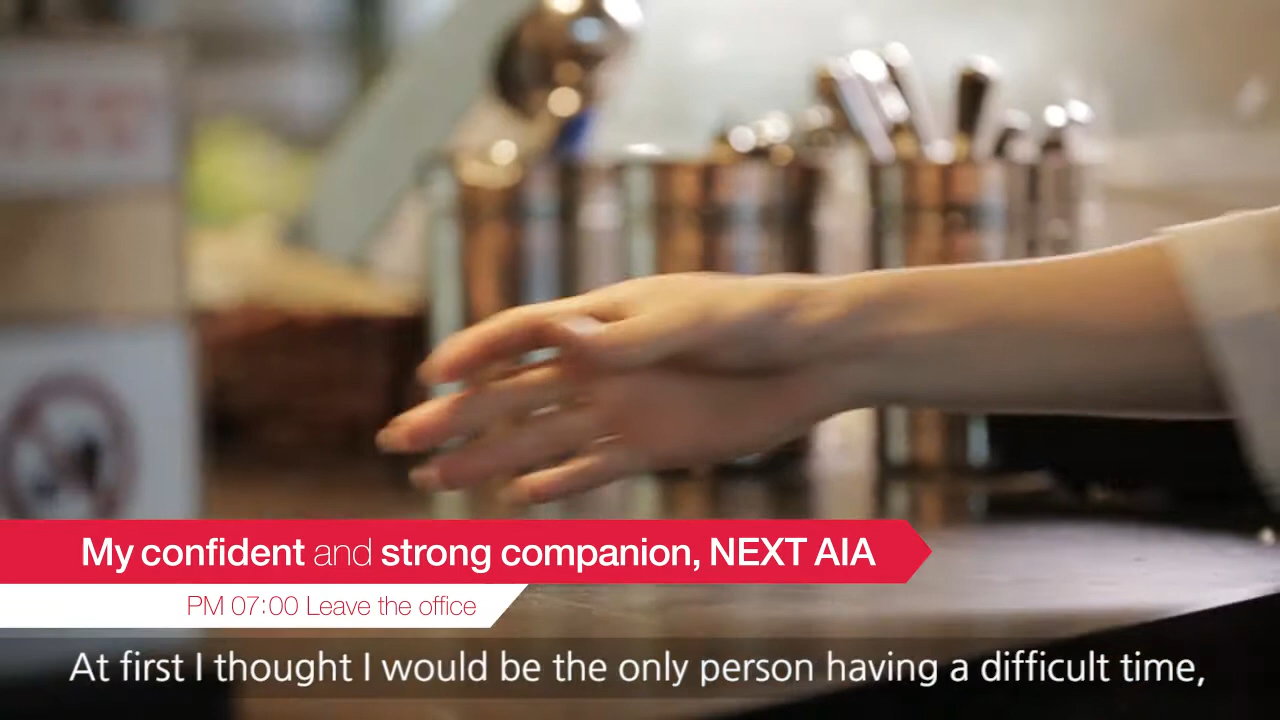 My confident and strong companion, NEXT AIA
PM 07:00 Leave the office
At first I thought I would be the only person having a difficult time,